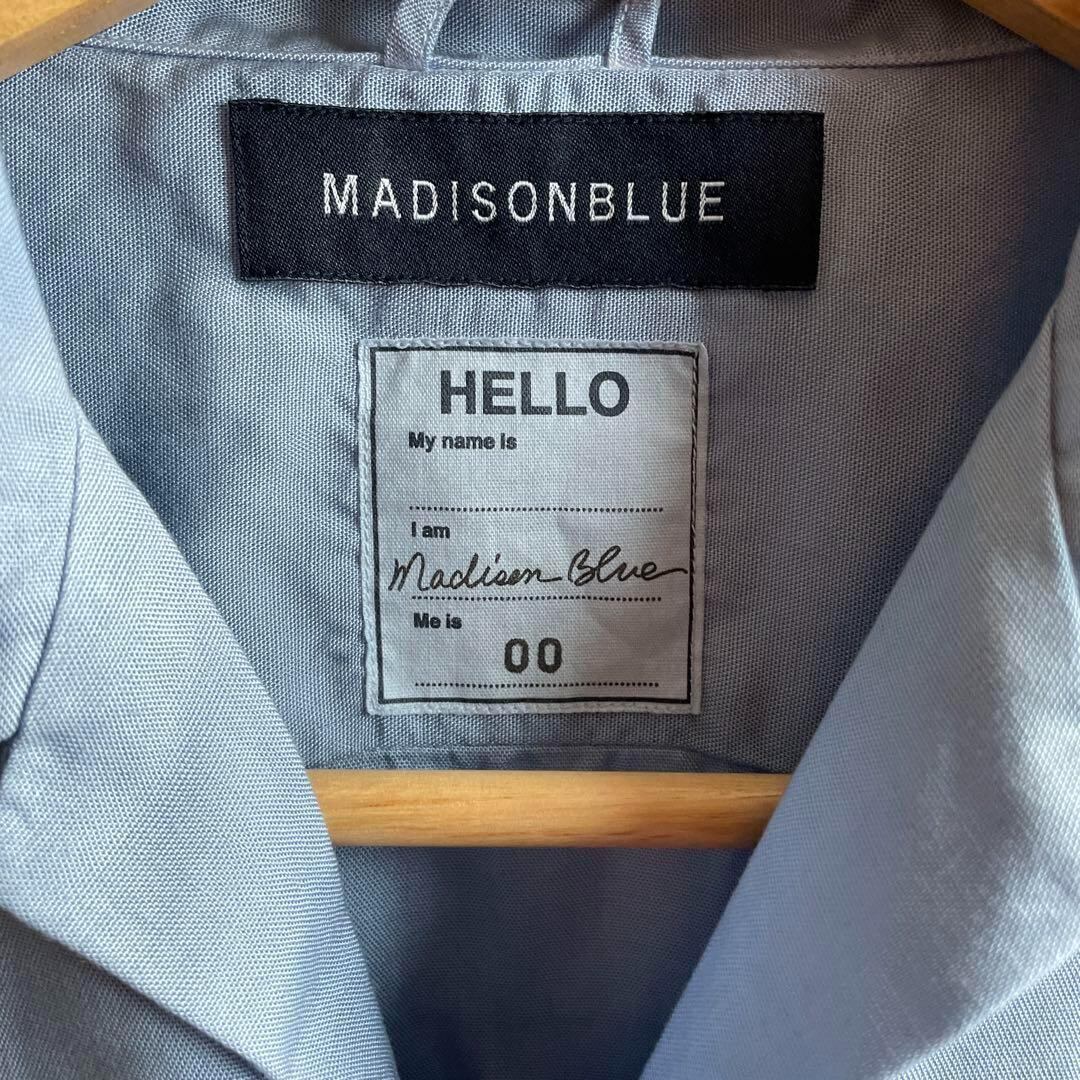 MADISONBLUE
HELLO
My name is
I am
Madison Blue
Me is
00